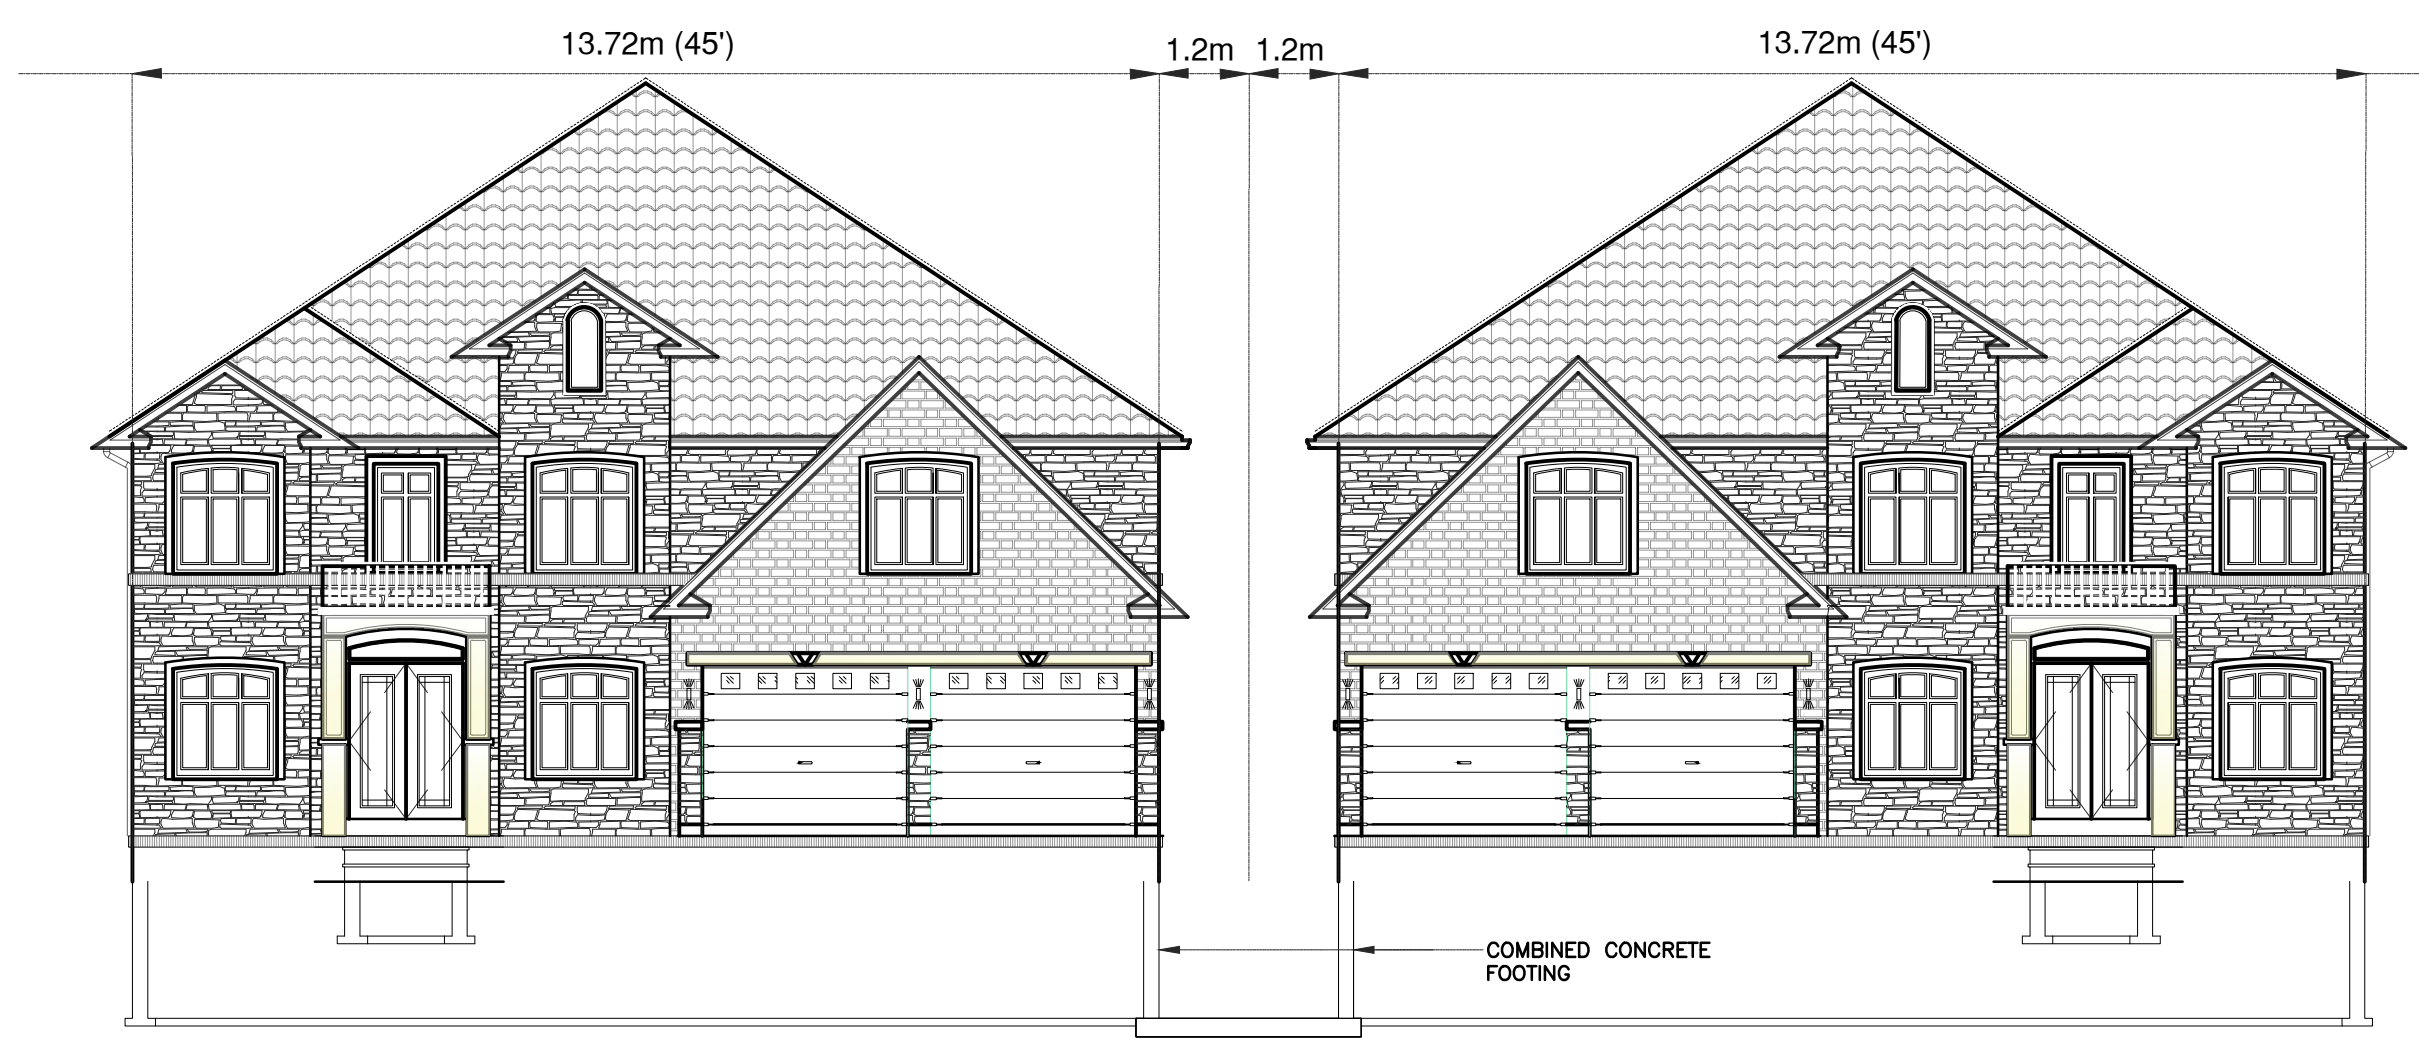 13.72m (45')
1.2m
1.2m
13.72m (45')
COMBINED CONCRETE
FOOTING